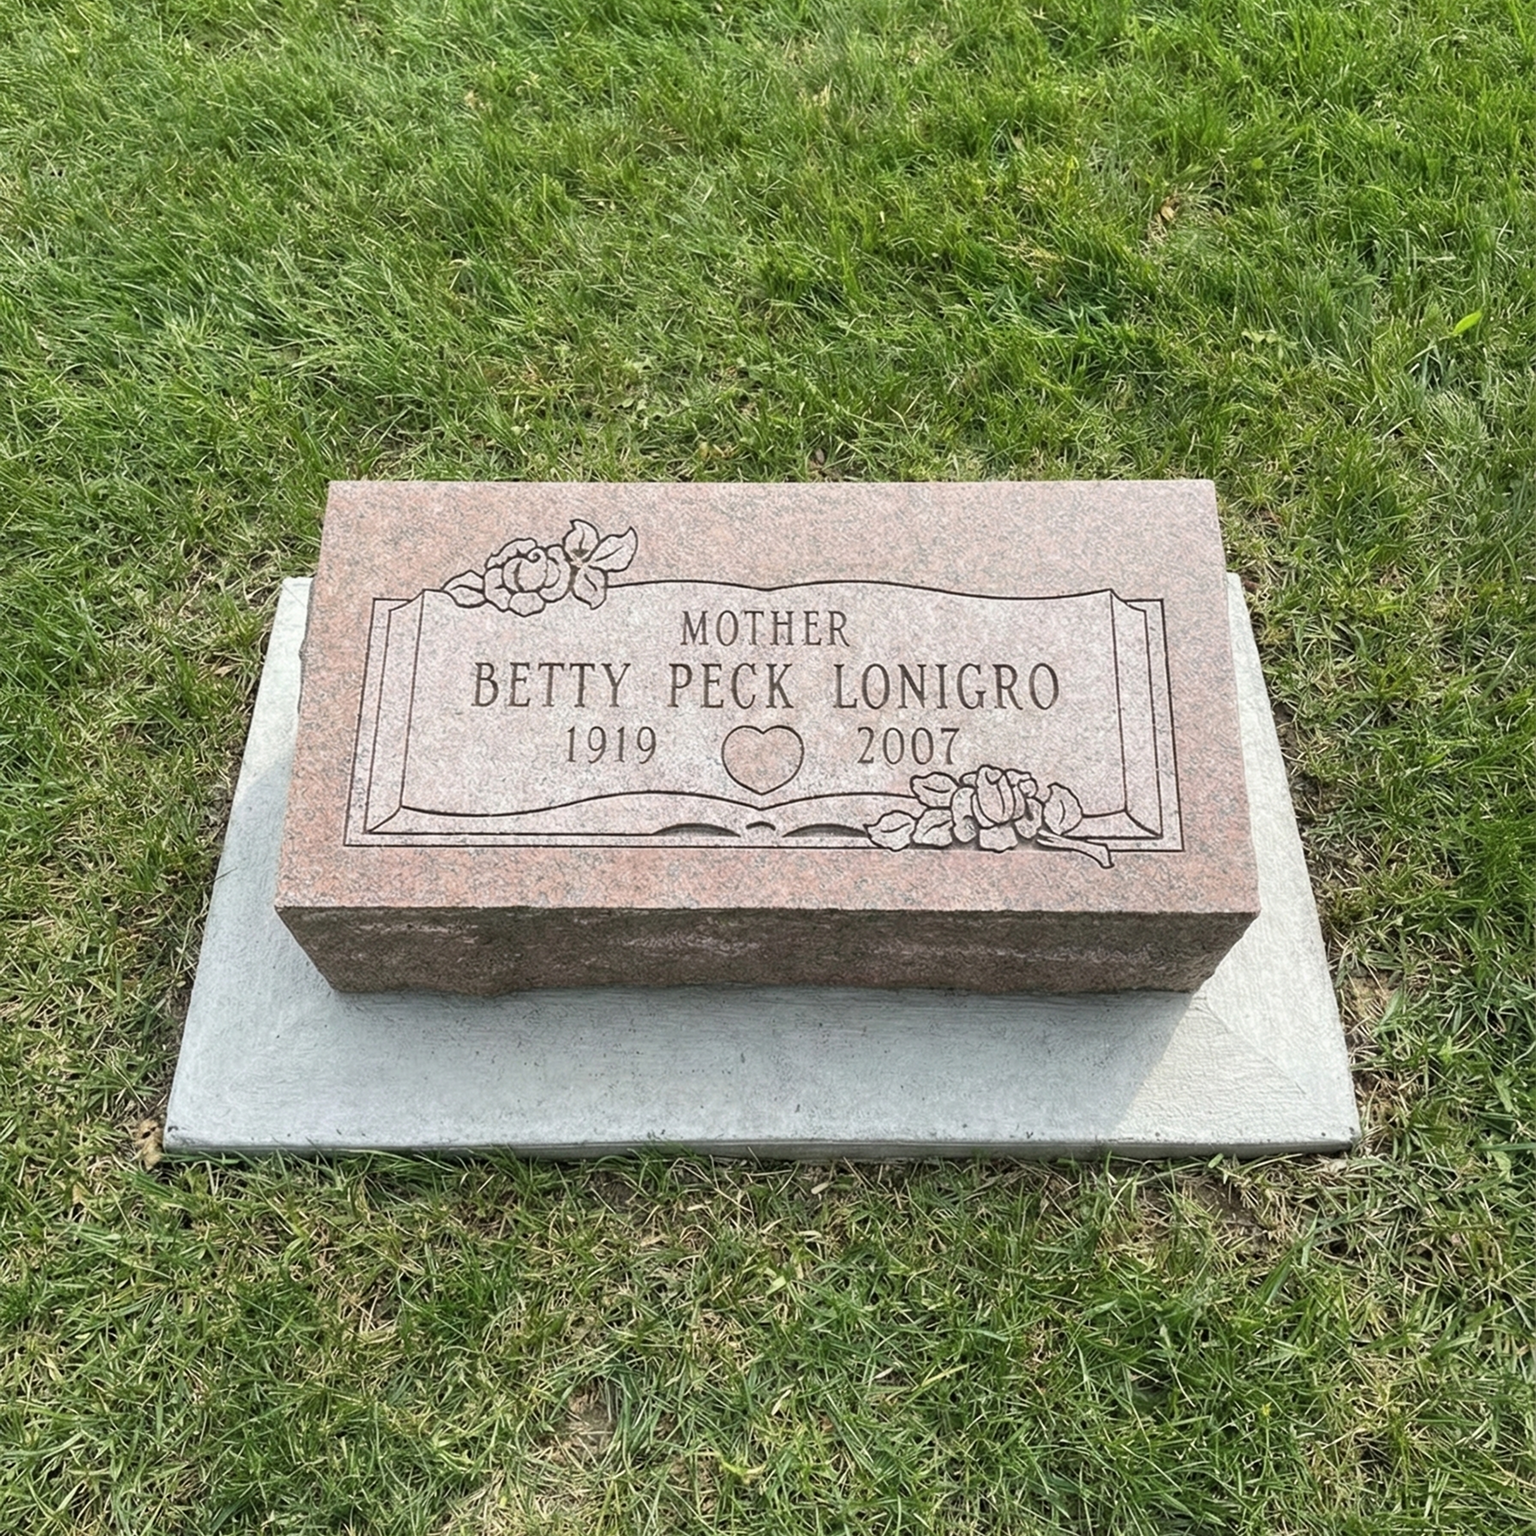 MOTHER
BETTY PECK LONIGRO
1919 2007